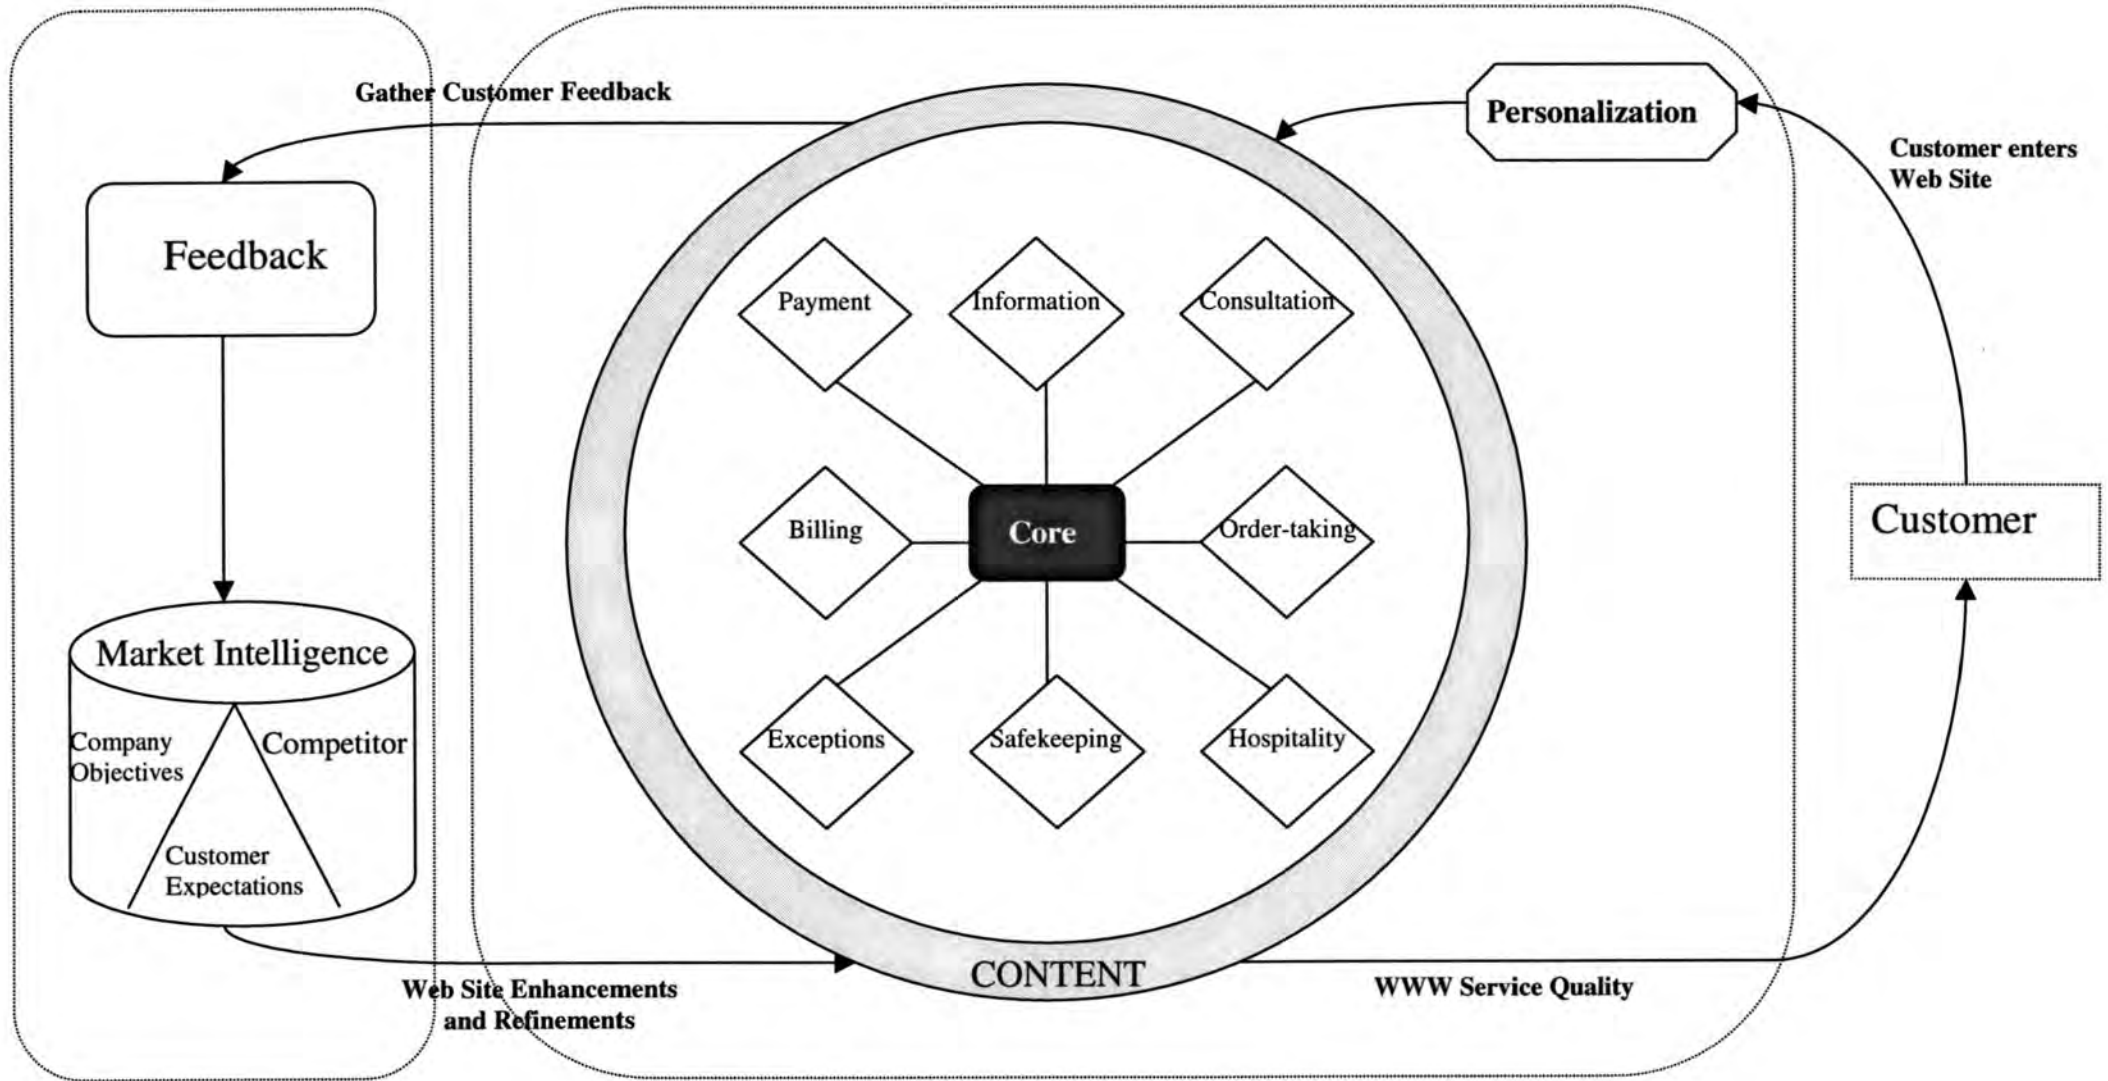 Gather Customer Feedback
Personalization
Customer enters
Web Site
Feedback
Payment
Information
Consultation
Billing
Core
Order-taking
Customer
Market Intelligence
Company
Objectives
Competitor
Customer
Expectations
Exceptions
Safekeeping
Hospitality
CONTENT
Web Site Enhancements
and Refinements
WWW Service Quality